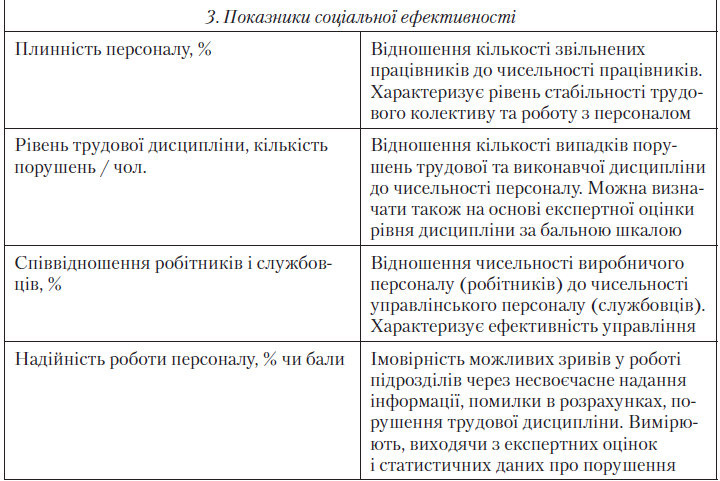 3. Показники соціальної ефективності
Плинність персоналу, %
Відношення кількості звільнених
працівників до чисельності працівників.
Характеризує рівень стабільності трудо-
вого колективу та роботу з персоналом
Рівень трудової дисципліни, кількість
порушень / чол.
Відношення кількості випадків пору-
шень трудової та виконавчої дисципліни
до чисельності персоналу. Можна визна-
чати також на основі експертної оцінки
рівня дисципліни за бальною шкалою
Співвідношення робітників і службов-
ців, %
Відношення чисельності виробничого
персоналу (робітників) до чисельності
управлінського персоналу (службовців).
Характеризує ефективність управління
Надійність роботи персоналу, % чи бали
Імовірність можливих зривів у роботі
підрозділів через несвоєчасне надання
інформації, помилки в розрахунках, по-
рушення трудової дисципліни. Вимірю-
ють, виходячи з експертних оцінок
і статистичних даних про порушення